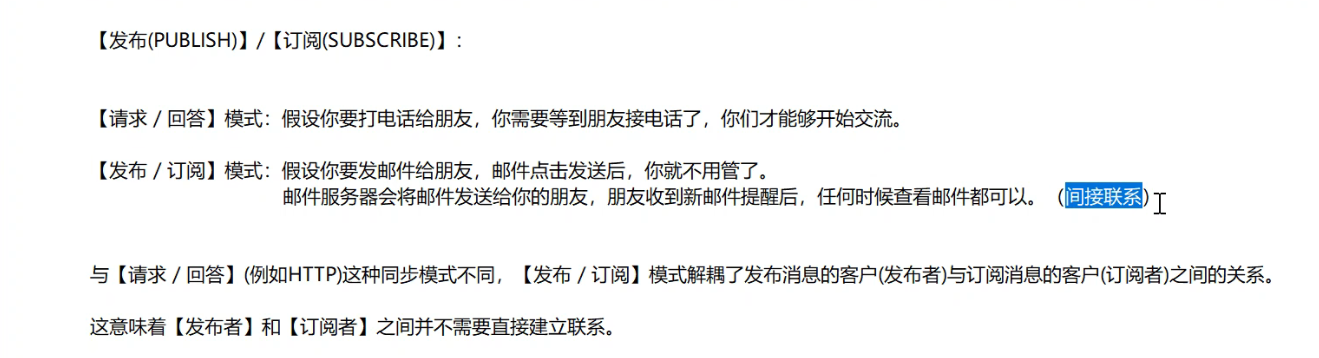 【发布(PUBLISH)】/【订阅(SUBSCRIBE)】:
【请求 / 回答】模式：假设你要打电话给朋友，你需要等到朋友接电话了，你们才能够开始交流。
【发布 / 订阅】模式：假设你要发邮件给朋友，邮件点击发送后，你就不用管了。
邮件服务器会将邮件发送给你的朋友，朋友收到新邮件提醒后，任何时候查看邮件都可以。（间接联系）
与【请求 / 回答】(例如HTTP)这种同步模式不同，【发布 / 订阅】模式解耦了发布消息的客户(发布者)与订阅消息的客户(订阅者)之间的关系。
这意味着【发布者】和【订阅者】之间并不需要直接建立联系。